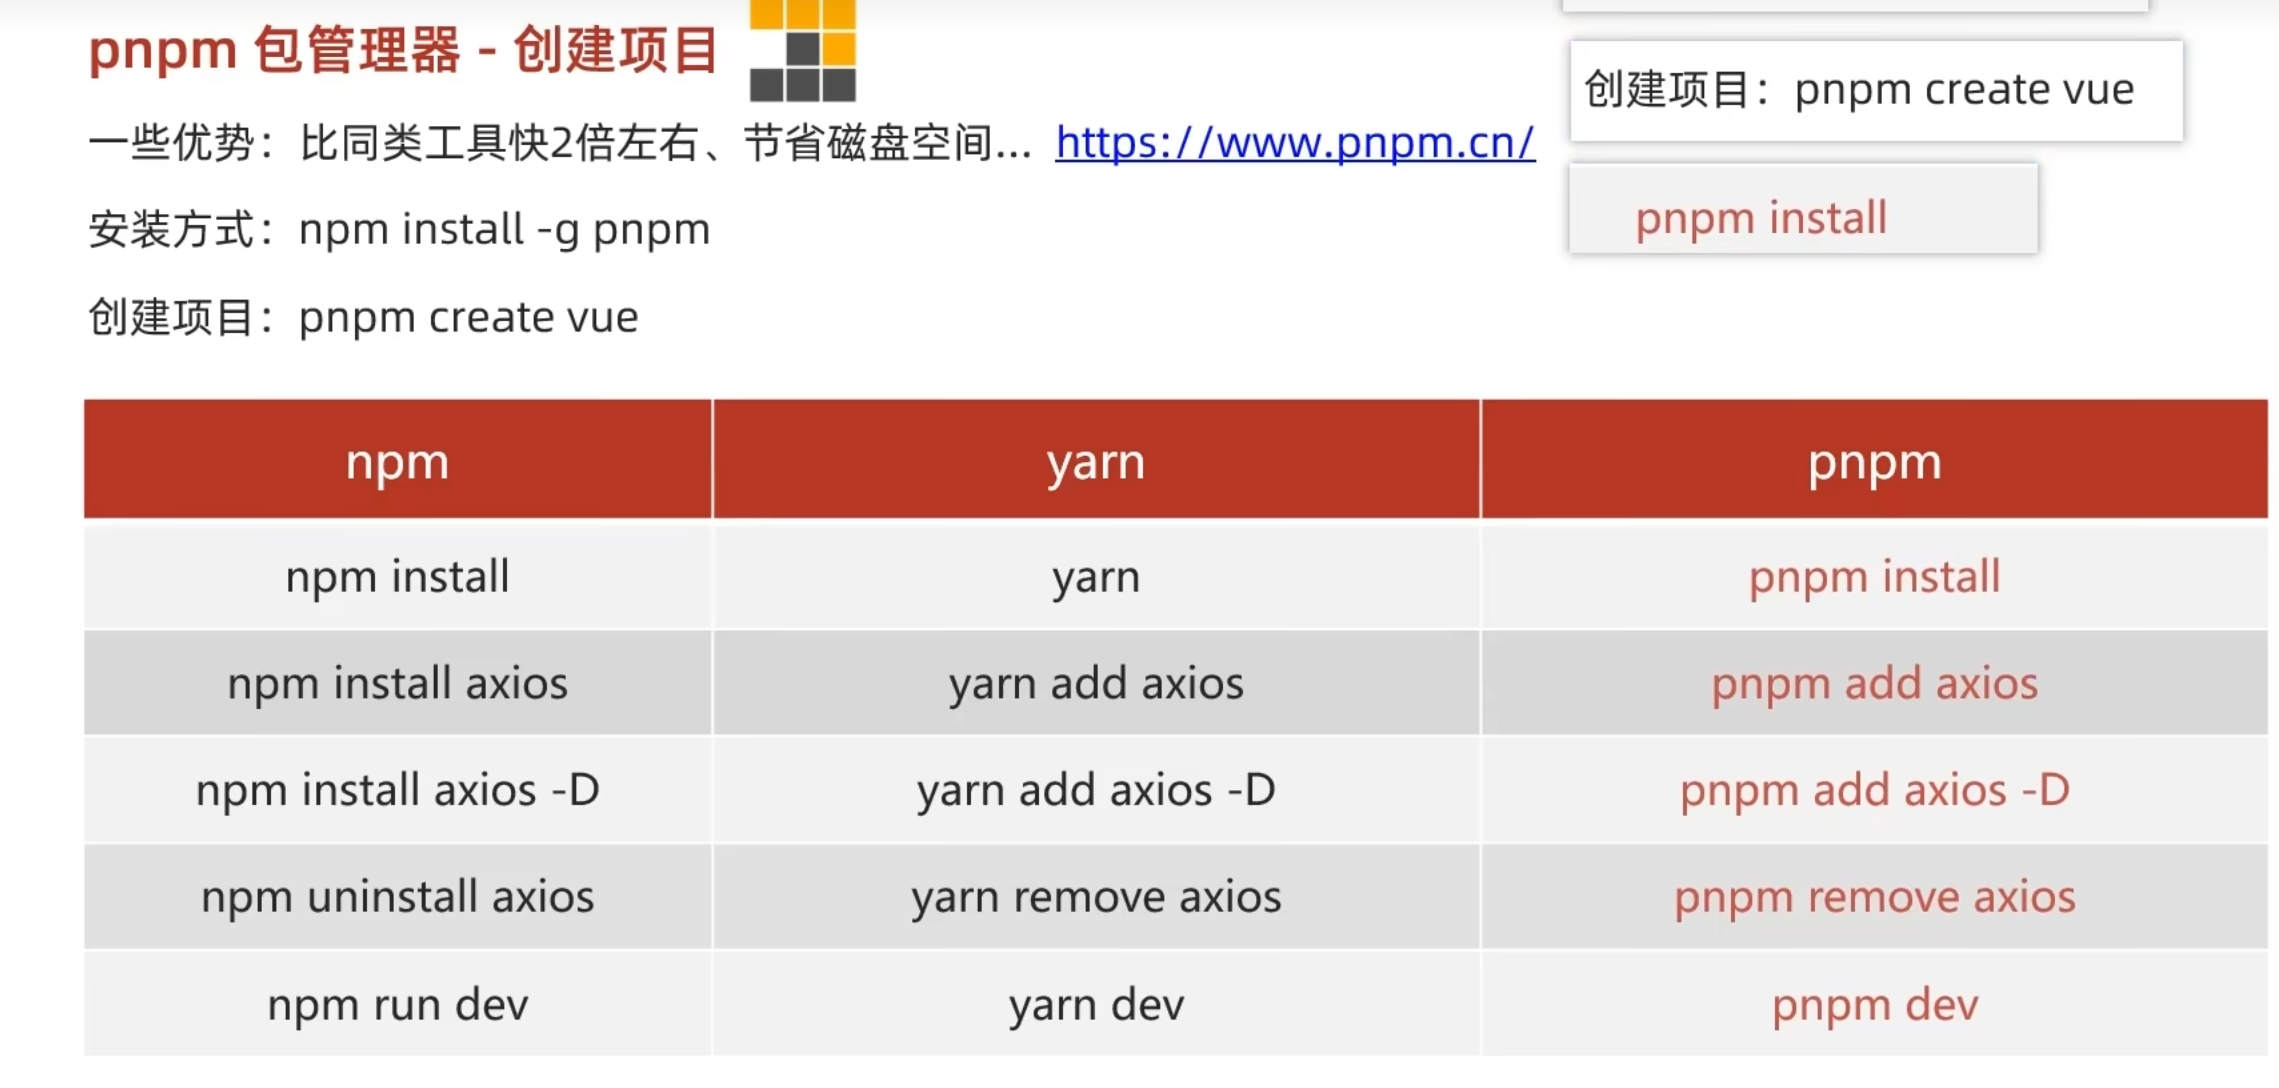 pnpm 包管理器 - 创建项目
一些优势：比同类工具快2倍左右、节省磁盘空间... https://www.pnpm.cn/
安装方式：npm install -g pnpm
创建项目：pnpm create vue
创建项目：pnpm create vue
pnpm install
npm yarn pnpm
npm install yarn pnpm install
npm install axios yarn add axios pnpm add axios
npm install axios -D yarn add axios -D pnpm add axios -D
npm uninstall axios yarn remove axios pnpm remove axios
npm run dev yarn dev pnpm dev